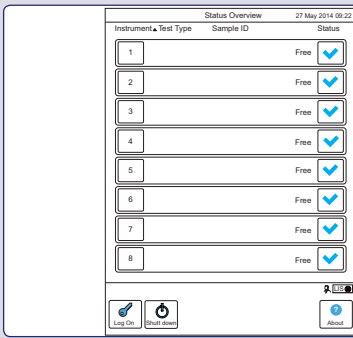 Status Overview 27 May 2014 09:22
Instrument Test Type Sample ID Status
1 Free
2 Free
3 Free
4 Free
5 Free
6 Free
7 Free
8 Free
LIS
Log On Shutt down ? About